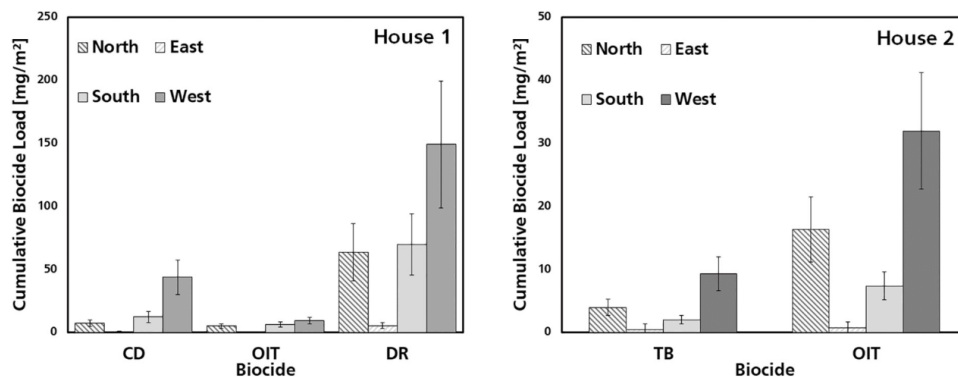 House 1
Cumulative Biocide Load [mg/m²]
250
200
150
100
50
0
North East
South West
CD OIT DR
Biocide
House 2
Cumulative Biocide Load [mg/m²]
50
40
30
20
10
0
North East
South West
TB OIT
Biocide